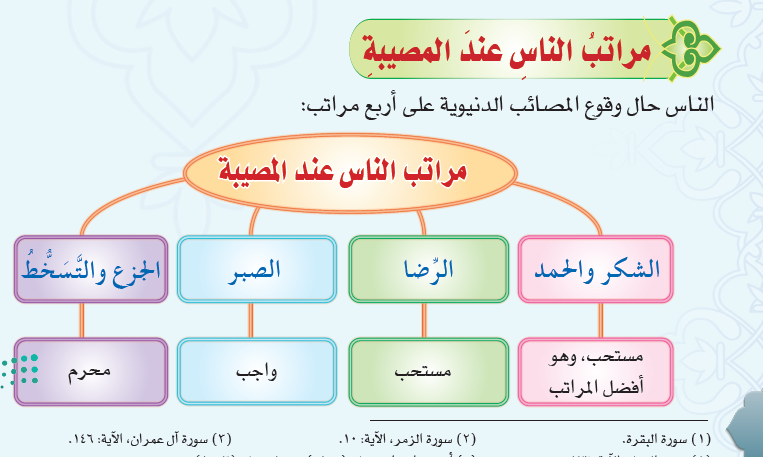 مراتبُ الناسِ عندَ المصيبةِ
الناس حال وقوع المصائب الدنيوية على أربع مراتب:
مراتب الناس عند المصيبة
الشكر والحمد
الرِّضا
الصبر
الجزع والتَّسَخُّطُ
مستحب، وهو
أفضل المراتب
مستحب
واجب
محرم
(١) سورة البقرة.
(٢) سورة الزمر، الآية: ١٠.
(٣) سورة آل عمران، الآية: ١٤٦.